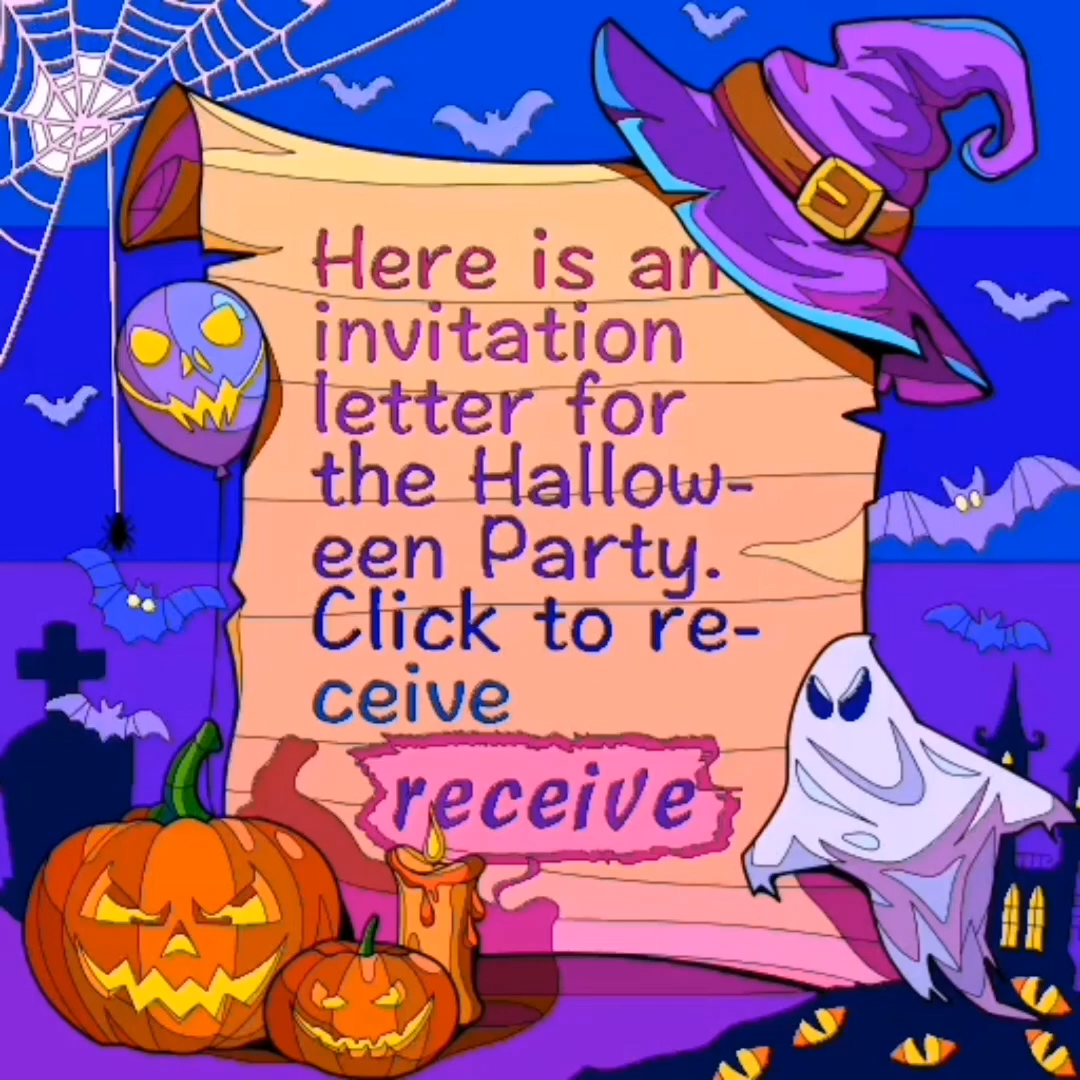 Here is an
invitation
letter for
the Hallow-
een Party.
Click to re-
ceive
receive